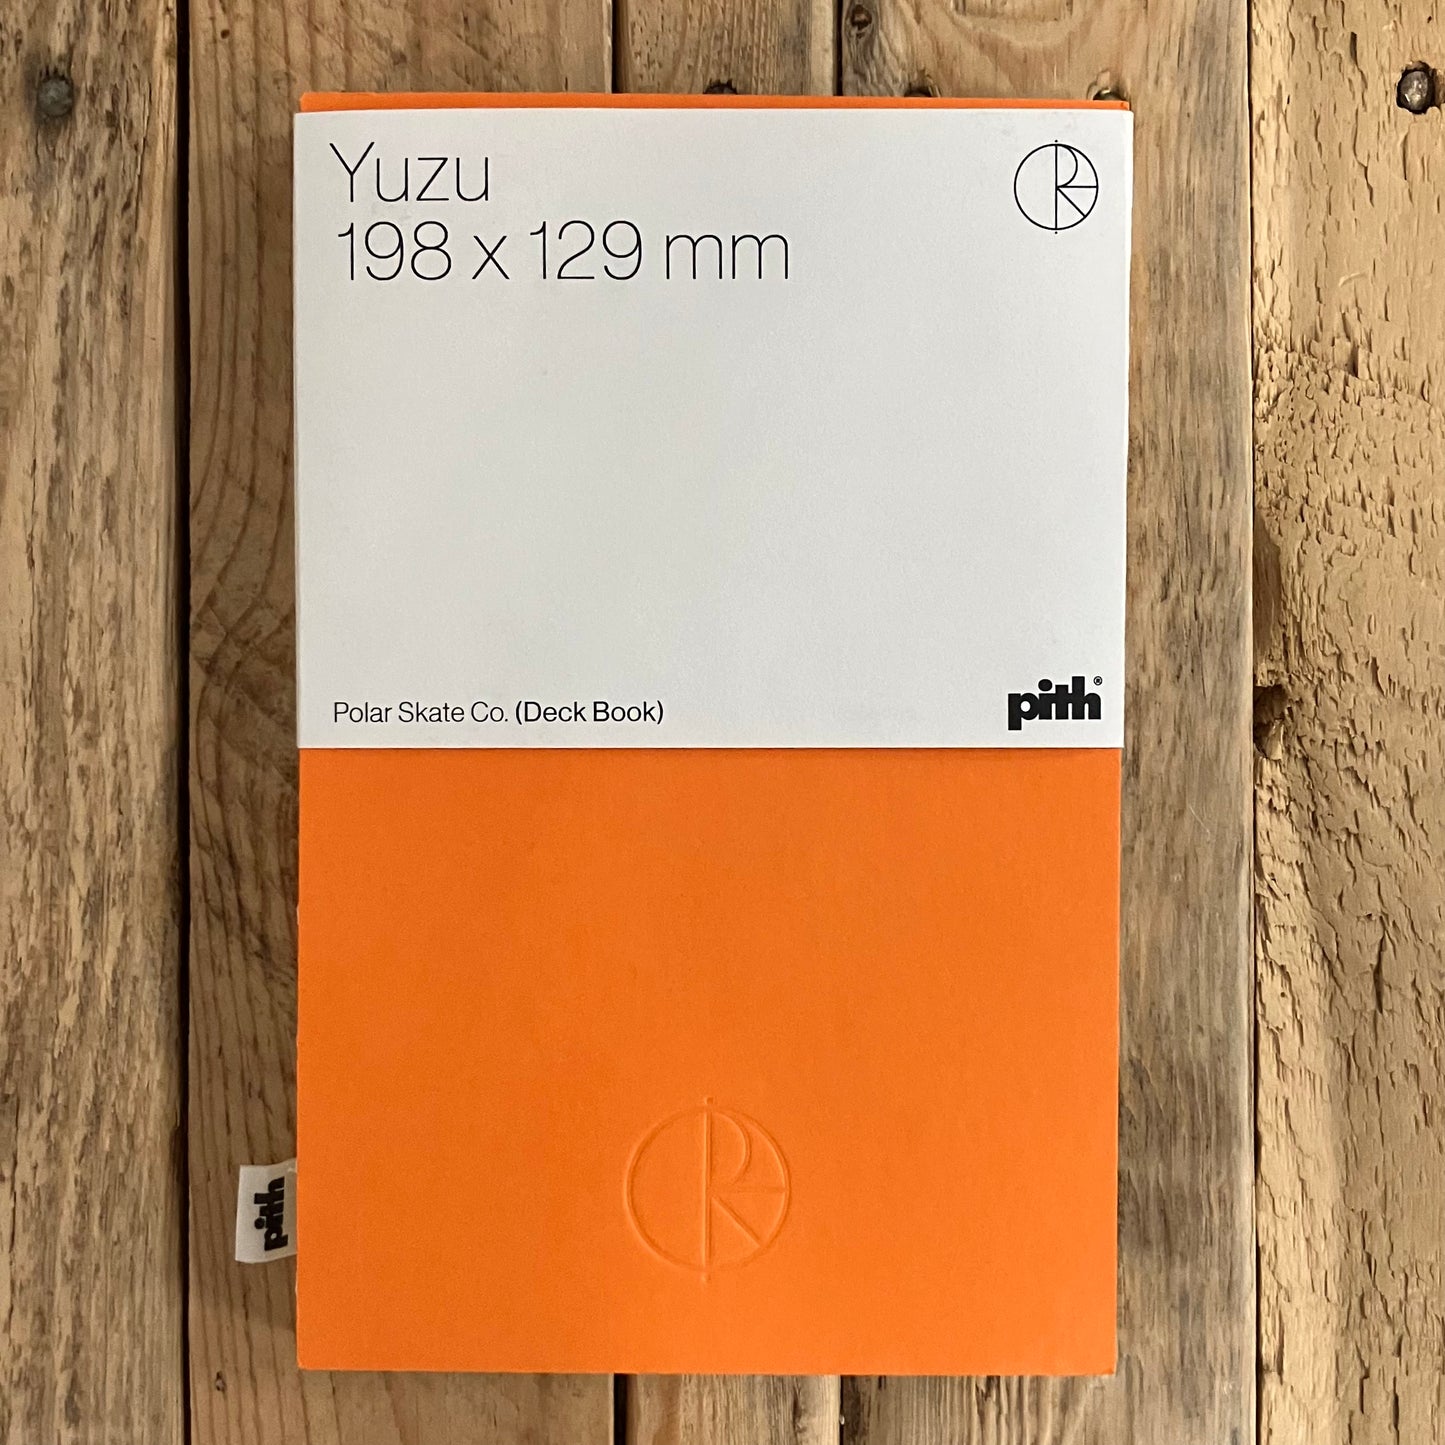 Yuzu
198 x 129 mm
Polar Skate Co. (Deck Book)
pith®
pith